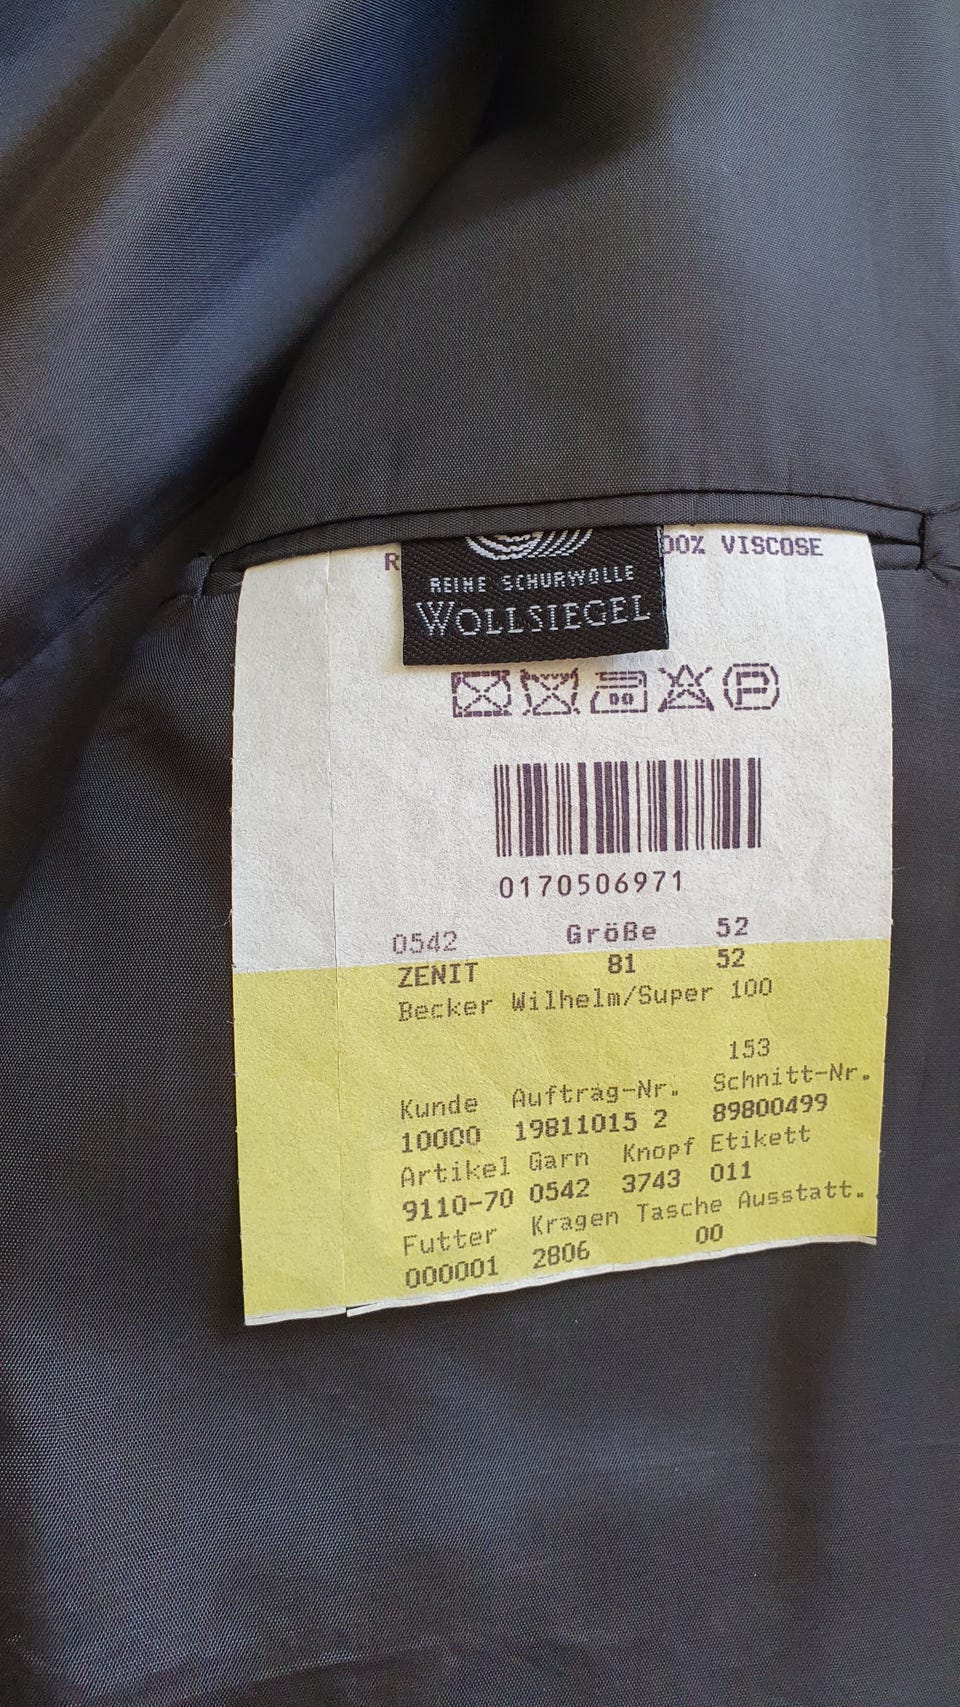 100% VISCOSE
REINE SCHURWOLLE
WOLLSIEGEL
P
0170506971
0542 Größe 52
ZENIT 81 52
Becker Wilhelm/Super 100
153
Kunde Auftrag-Nr. Schnitt-Nr.
10000 19811015 2 89800499
Artikel Garn Knopf Etikett
9110-70 0542 3743 011
Futter Kragen Tasche Ausstatt.
000001 2806 00